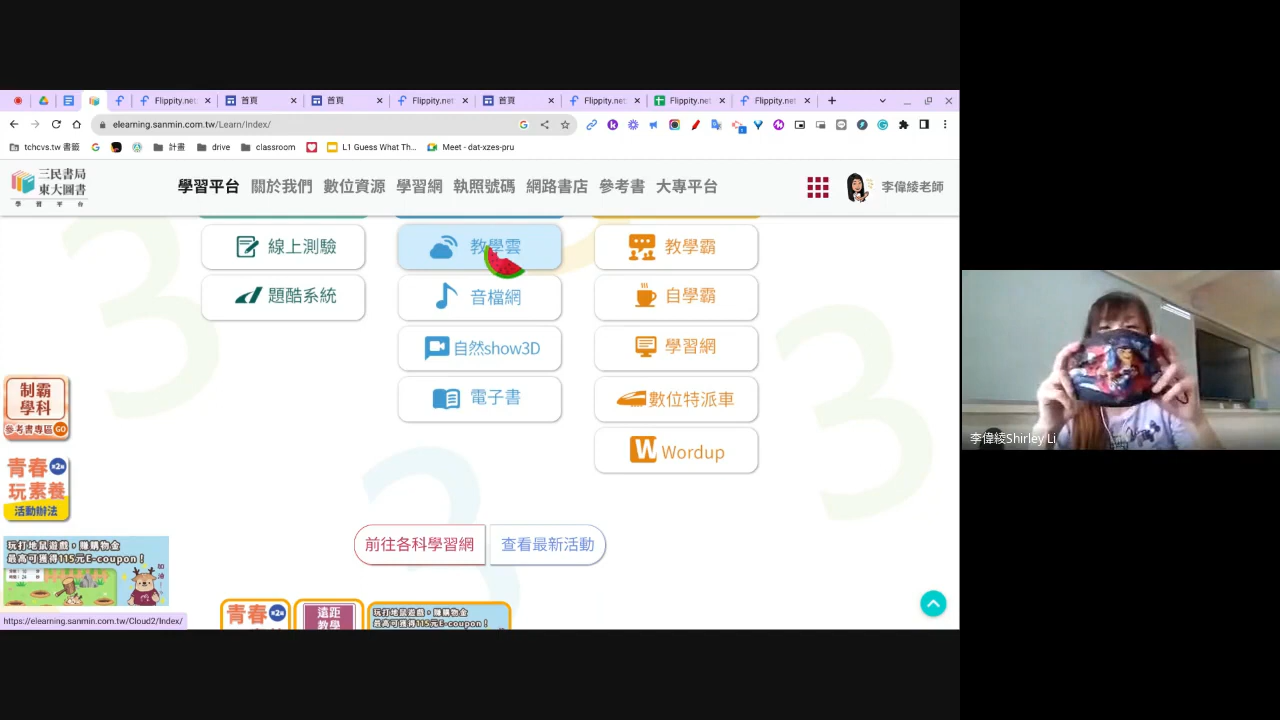 Flippity.net
首頁
首頁
Flippity.net
首頁
Flippity.net
Flippity.net
Flippity.net
elearning.sanmin.com.tw/Learn/Index/
tchcvs.tw 書籤
計畫
drive
classroom
L1 Guess What Th...
Meet - dat-xzes-pru
三民書局
東大圖書
學習平台
學習平台 關於我們 數位資源 學習網 執照號碼 網路書店 參考書 大專平台
李偉綾老師
線上測驗
教學雲
教學霸
題酷系統
音檔網
自學霸
自然show3D
學習網
電子書
數位特派車
Wordup
制霸
學科
參考書專區 GO
青春 第2彈
玩素養
活動辦法
前往各科學習網
查看最新活動
玩打地鼠遊戲，賺購物金
最高可獲得115元E-coupon！
加油
青春
遠距
教學
玩打地鼠遊戲，賺購物金
最高可獲得115元E-coupon！
https://elearning.sanmin.com.tw/Cloud2/Index/
李偉綾Shirley Li